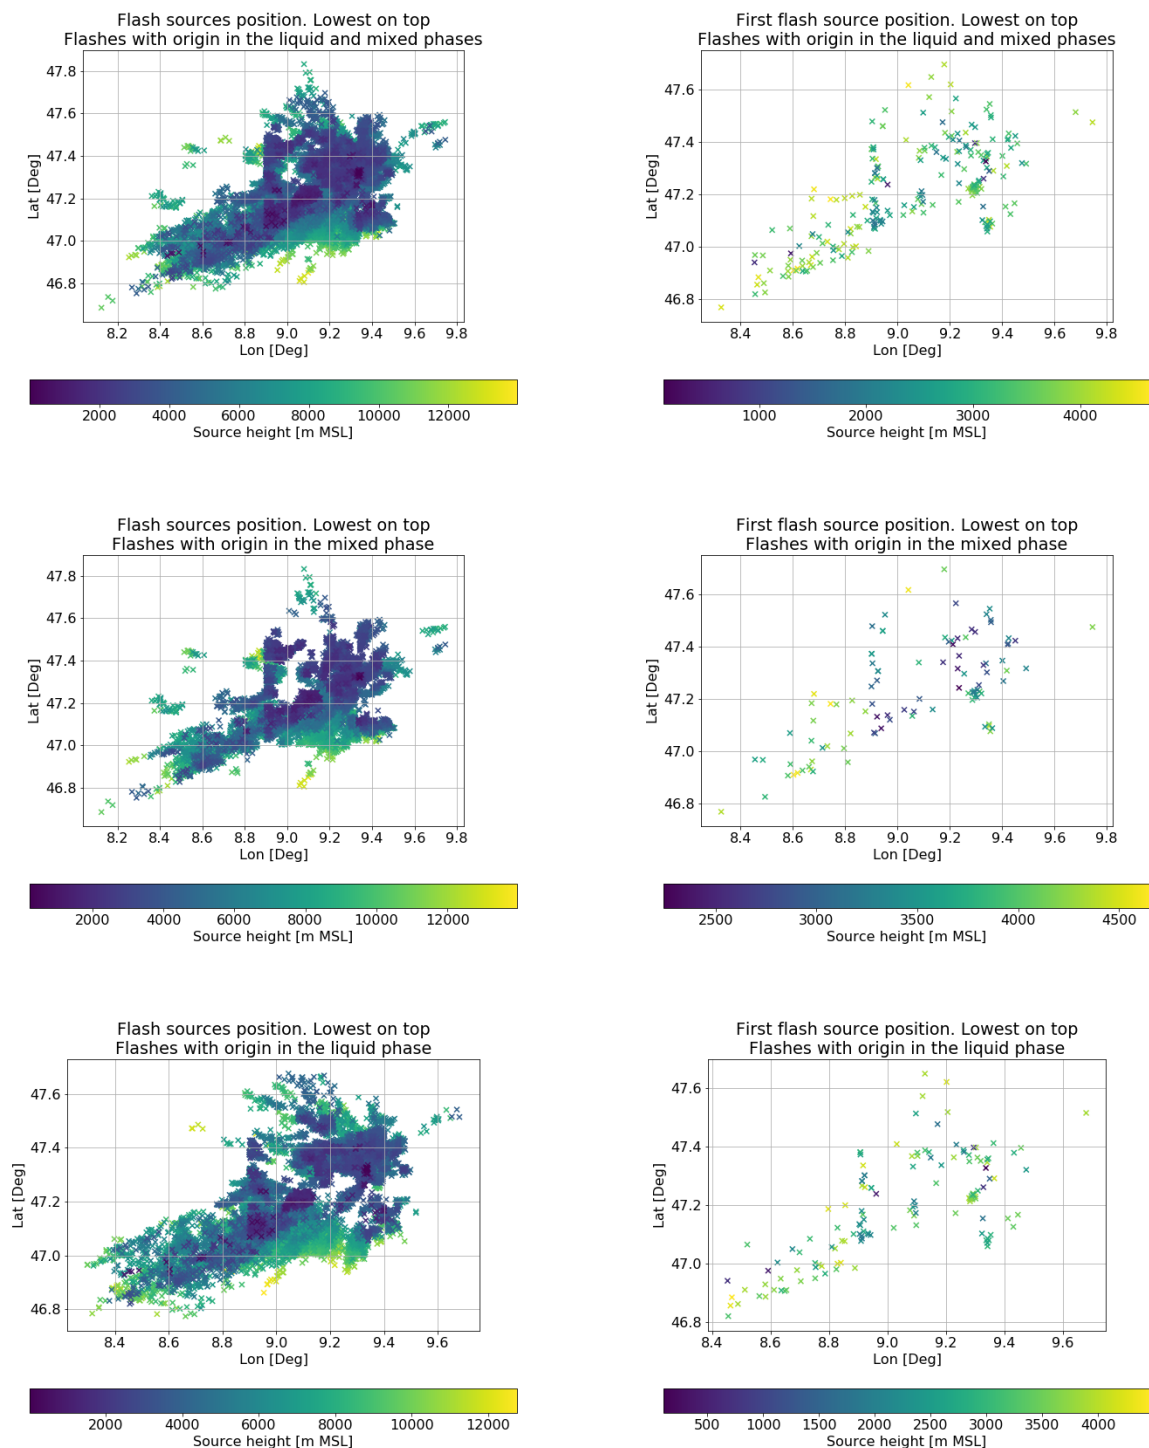 Flash sources position. Lowest on top
Flashes with origin in the liquid and mixed phases
47.8
47.6
47.4
47.2
47.0
46.8
Lat [Deg]
8.2 8.4 8.6 8.8 9.0 9.2 9.4 9.6 9.8
Lon [Deg]
2000 4000 6000 8000 10000 12000
Source height [m MSL]
First flash source position. Lowest on top
Flashes with origin in the liquid and mixed phases
47.6
47.4
47.2
47.0
46.8
Lat [Deg]
8.4 8.6 8.8 9.0 9.2 9.4 9.6 9.8
Lon [Deg]
1000 2000 3000 4000
Source height [m MSL]
Flash sources position. Lowest on top
Flashes with origin in the mixed phase
47.8
47.6
47.4
47.2
47.0
46.8
Lat [Deg]
8.2 8.4 8.6 8.8 9.0 9.2 9.4 9.6 9.8
Lon [Deg]
2000 4000 6000 8000 10000 12000
Source height [m MSL]
First flash source position. Lowest on top
Flashes with origin in the mixed phase
47.6
47.4
47.2
47.0
46.8
Lat [Deg]
8.4 8.6 8.8 9.0 9.2 9.4 9.6 9.8
Lon [Deg]
2500 3000 3500 4000 4500
Source height [m MSL]
Flash sources position. Lowest on top
Flashes with origin in the liquid phase
47.6
47.4
47.2
47.0
46.8
Lat [Deg]
8.4 8.6 8.8 9.0 9.2 9.4 9.6
Lon [Deg]
2000 4000 6000 8000 10000 12000
Source height [m MSL]
First flash source position. Lowest on top
Flashes with origin in the liquid phase
47.6
47.4
47.2
47.0
46.8
Lat [Deg]
8.4 8.6 8.8 9.0 9.2 9.4 9.6
Lon [Deg]
500 1000 1500 2000 2500 3000 3500 4000
Source height [m MSL]